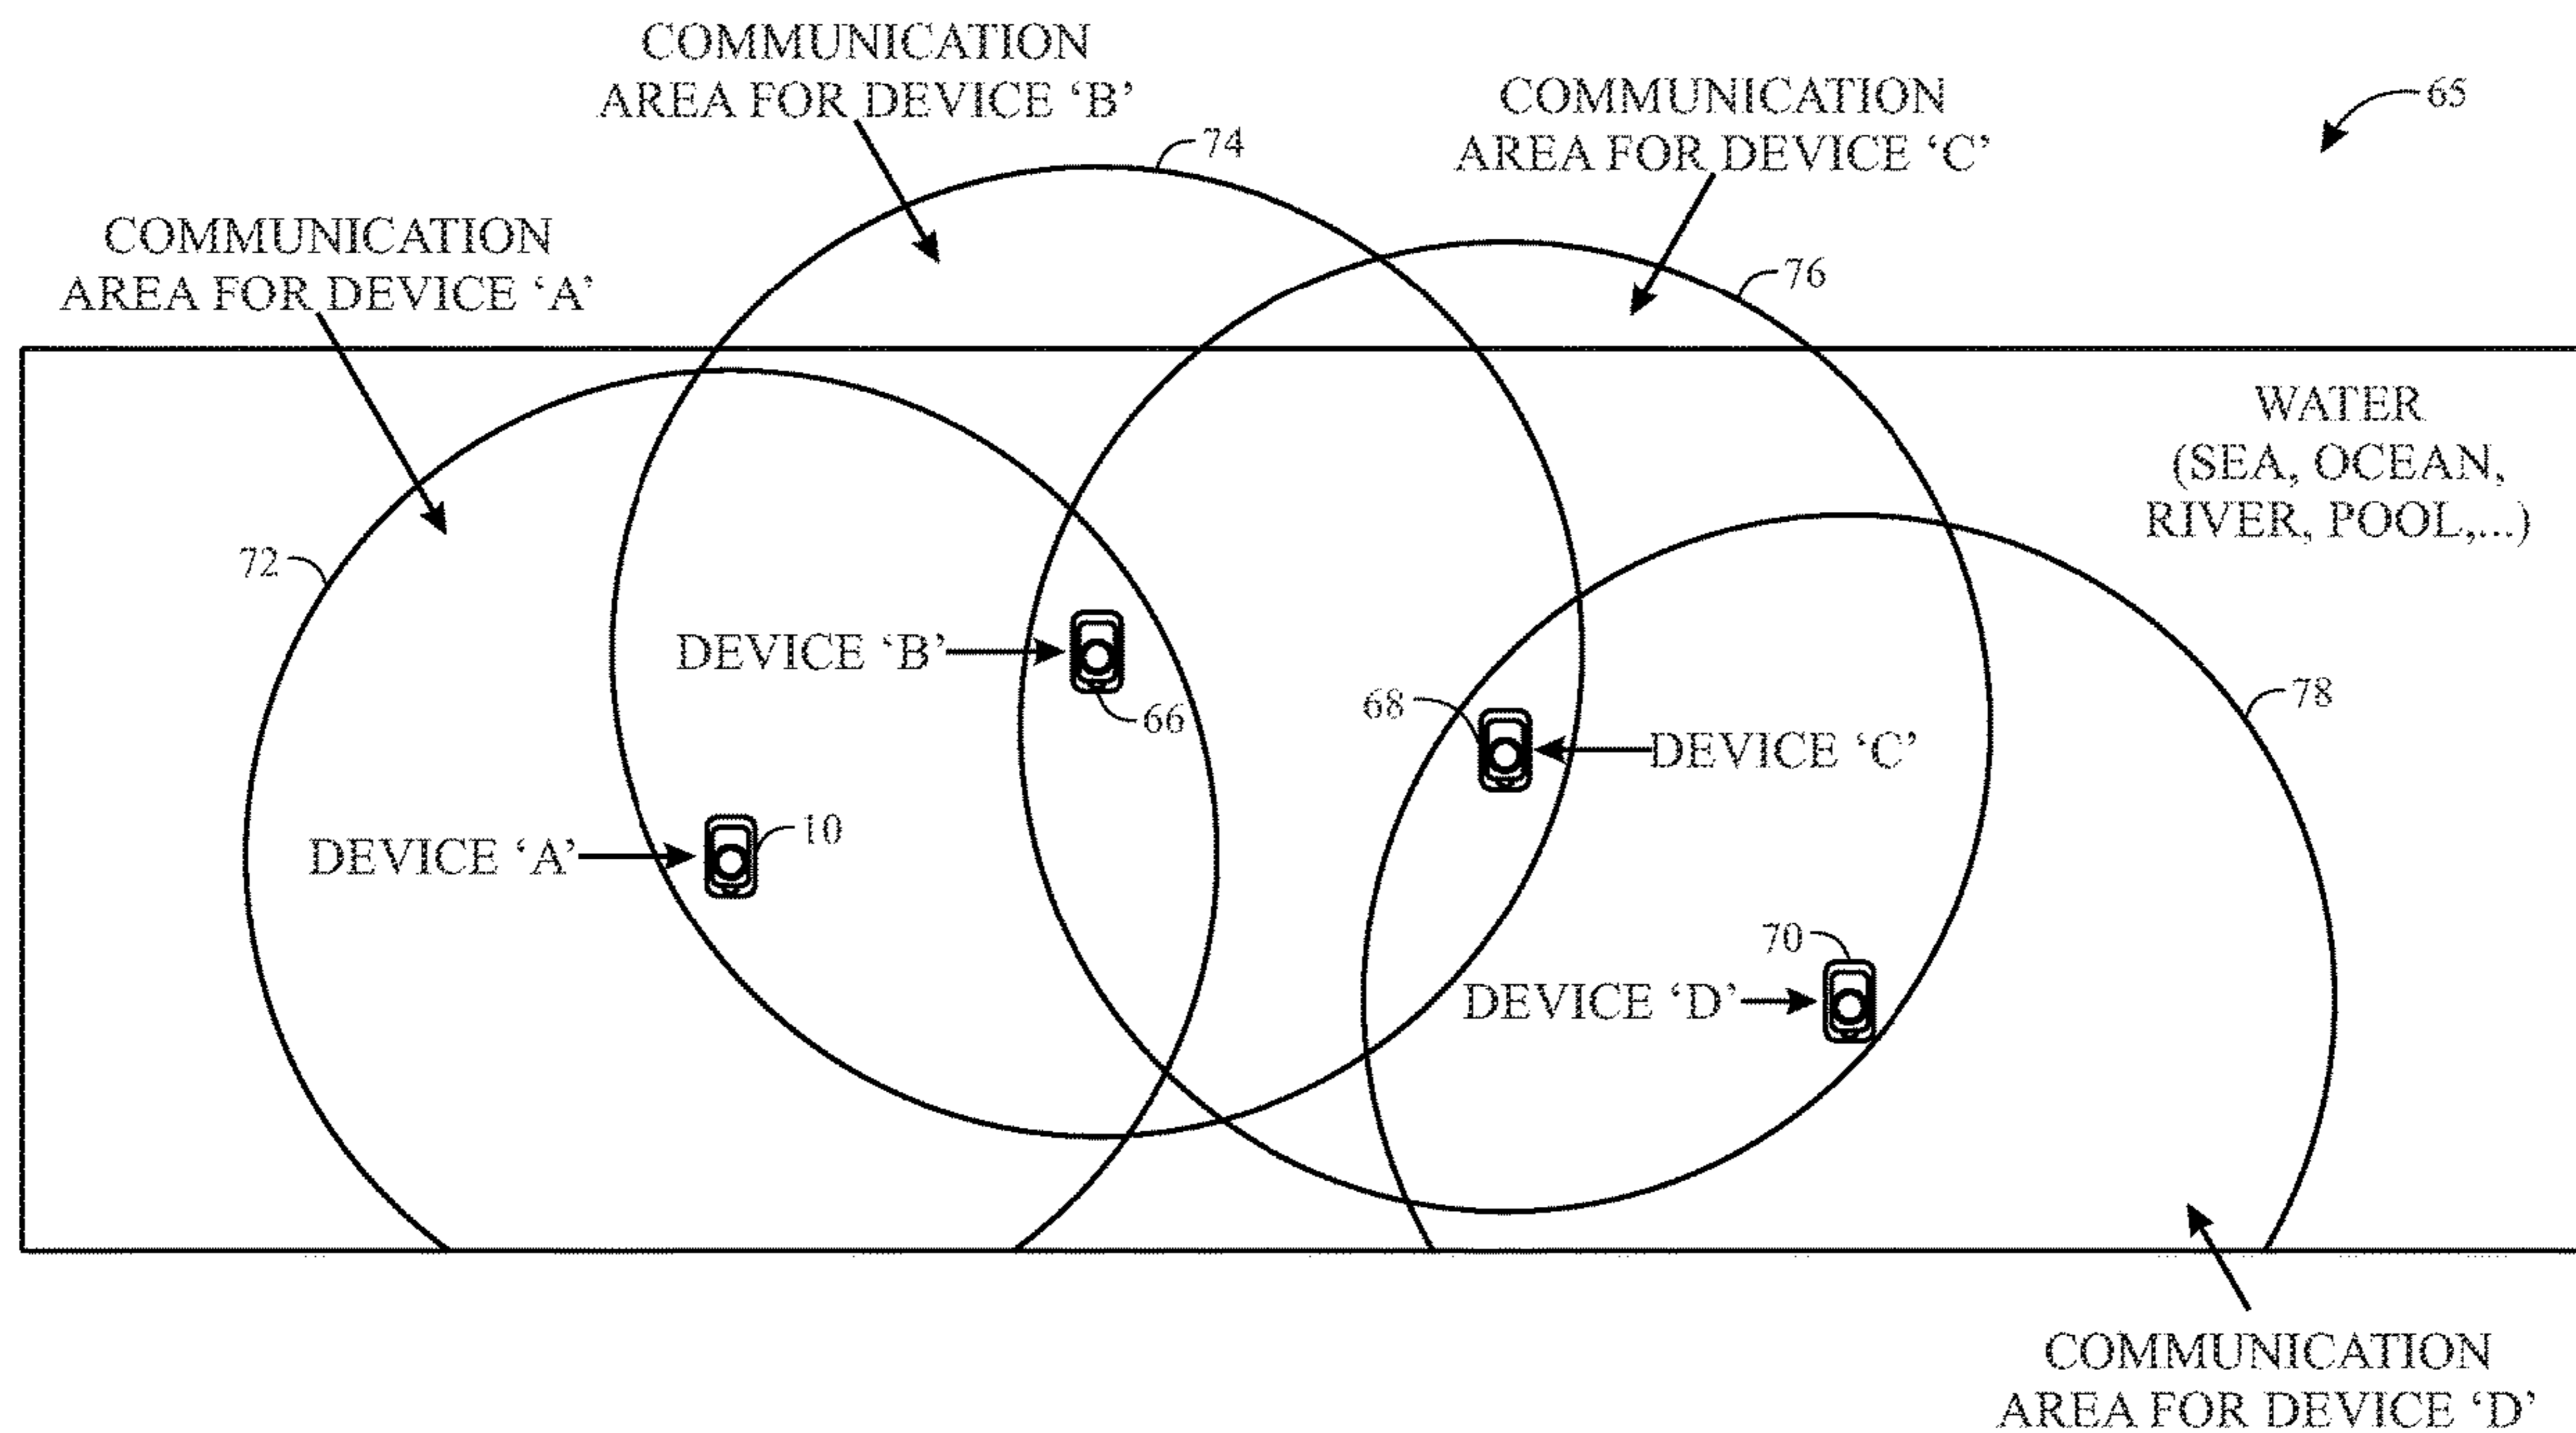 COMMUNICATION
AREA FOR DEVICE ‘B’
COMMUNICATION
AREA FOR DEVICE ‘C’
65
74
COMMUNICATION
AREA FOR DEVICE ‘A’
76
WATER
(SEA, OCEAN,
RIVER, POOL,...)
72
DEVICE ‘B’
66
68
DEVICE ‘C’
78
DEVICE ‘A’
10
70
DEVICE ‘D’
COMMUNICATION
AREA FOR DEVICE ‘D’